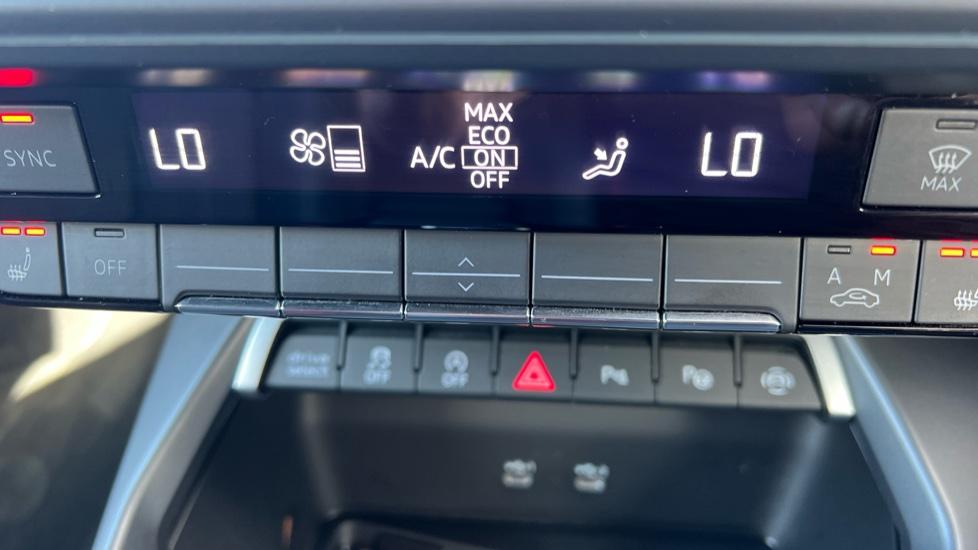 MAX
ECO
LO A/C ON LO
OFF
SYNC
MAX
OFF
A M
drive
select
OFF
OFF
P
P